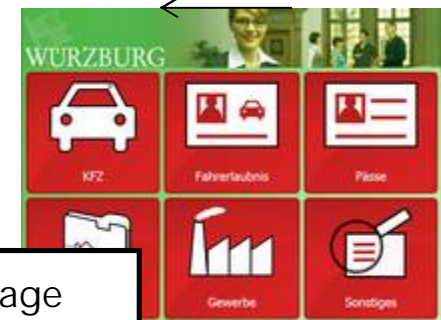 WÜRZBURG
KFZ
Fahrerlaubnis
Pässe
Gewerbe
Sonstiges
age